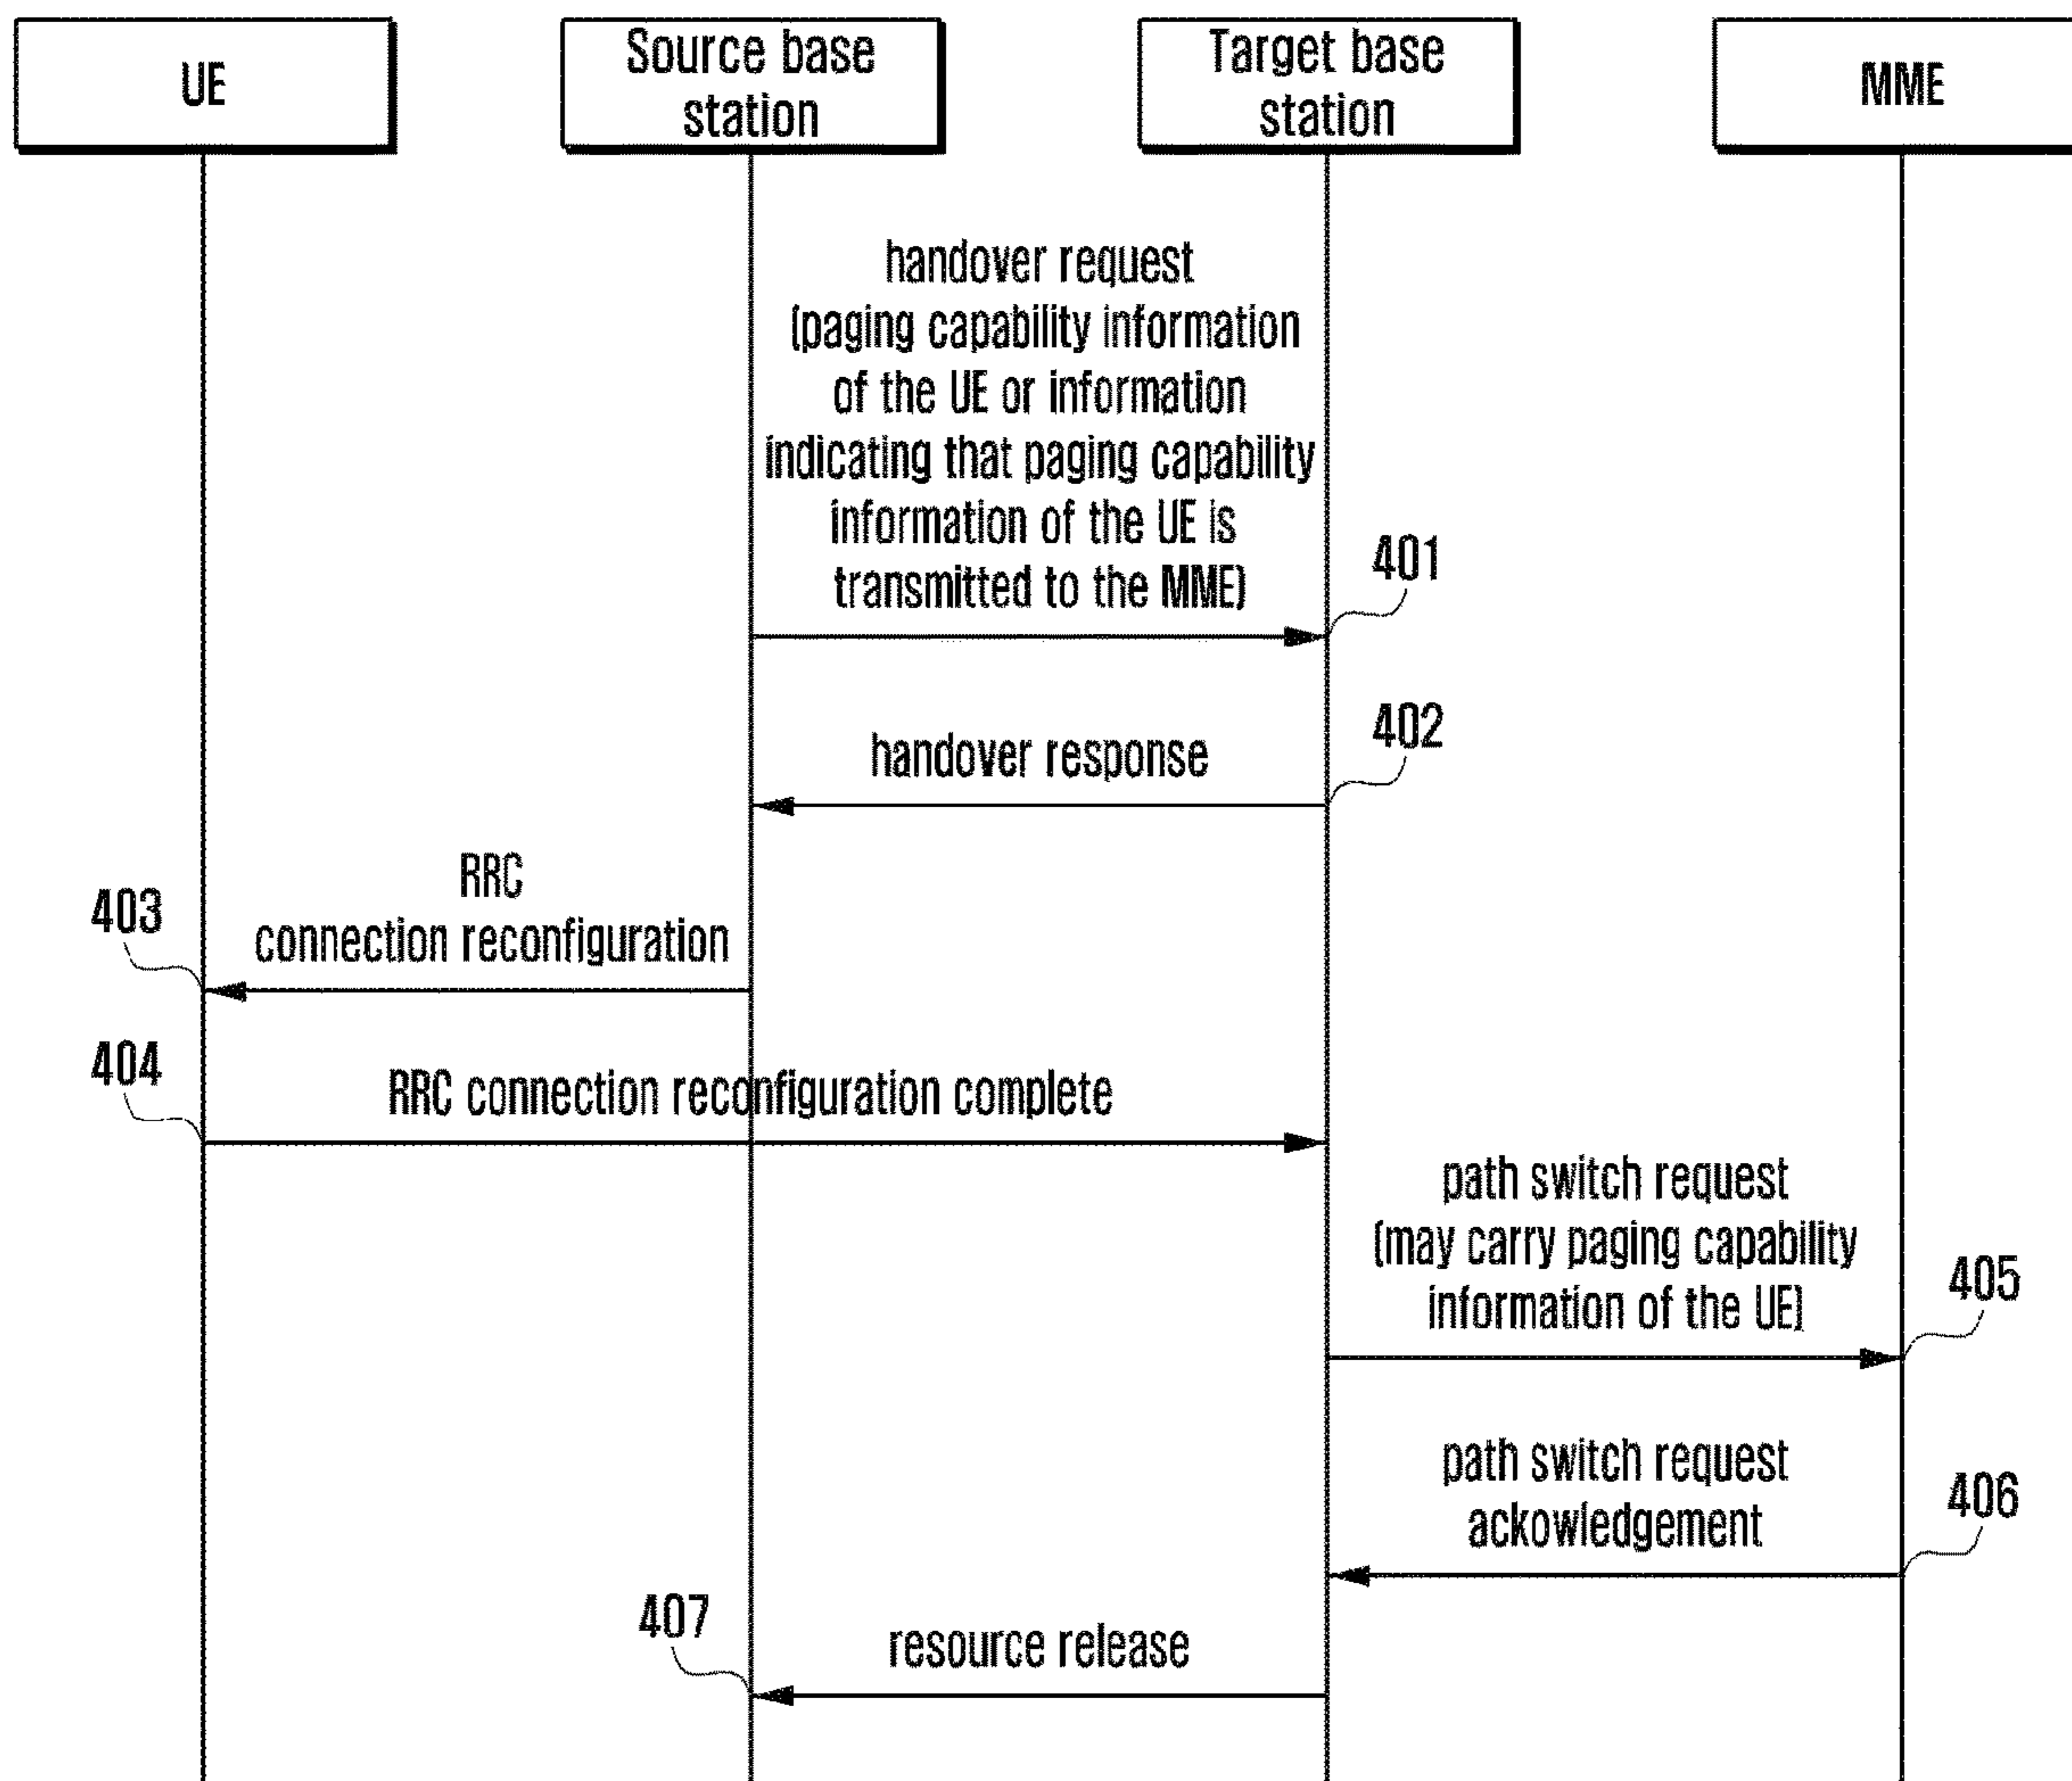 UE
Source base
station
Target base
station
MME
handover request
(paging capability information
of the UE or information
indicating that paging capability
information of the UE is
transmitted to the MME)
401
402
handover response
RRC
connection reconfiguration
403
404
RRC connection reconfiguration complete
path switch request
(may carry paging capability
information of the UE)
405
path switch request
ackowledgement
406
407
resource release